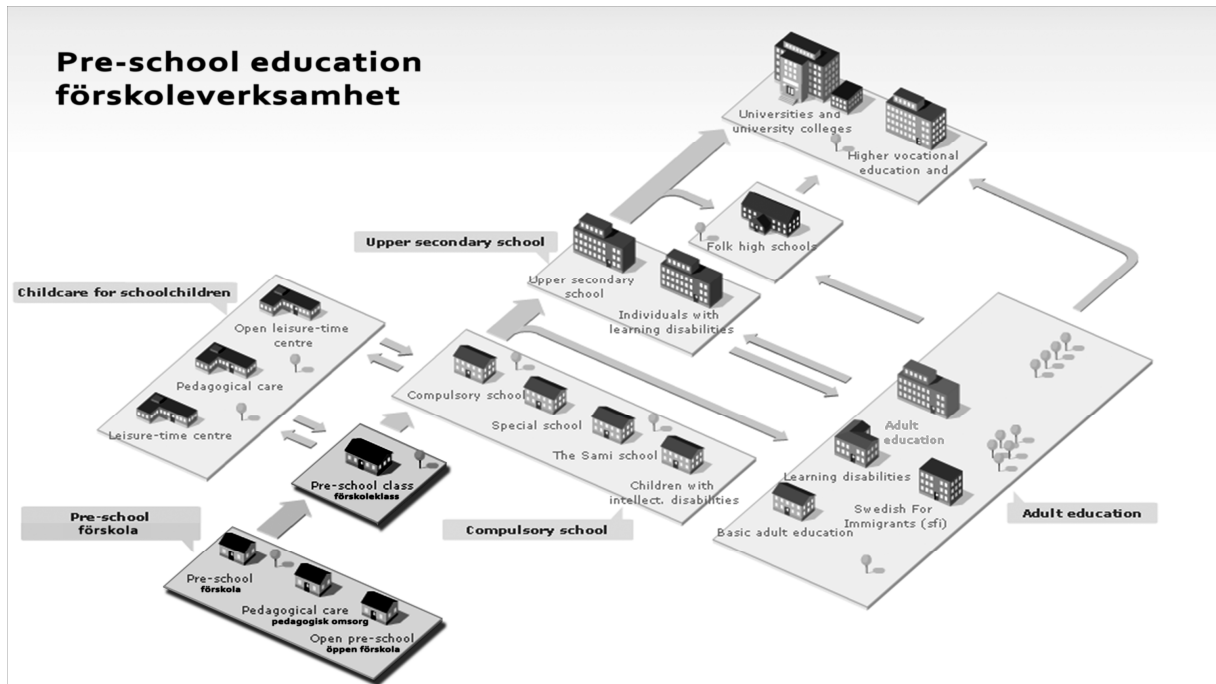 Pre-school education
förskoleverksamhet
Universities and
university colleges
Higher vocational
education and
Folk high schools
Upper secondary school
Upper secondary
school
Individuals with
learning disabilities
Childcare for schoolchildren
Open leisure-time
centre
Pedagogical care
Leisure-time centre
Compulsory school
Special school
The Sami school
Children with
intellect. disabilities
Compulsory school
Adult
education
Learning disabilities
Swedish For
Immigrants (sfi)
Basic adult education
Adult education
Pre-school class
förskoleklass
Pre-school
förskola
Pre-school
förskola
Pedagogical care
pedagogisk omsorg
Open pre-school
öppen förskola